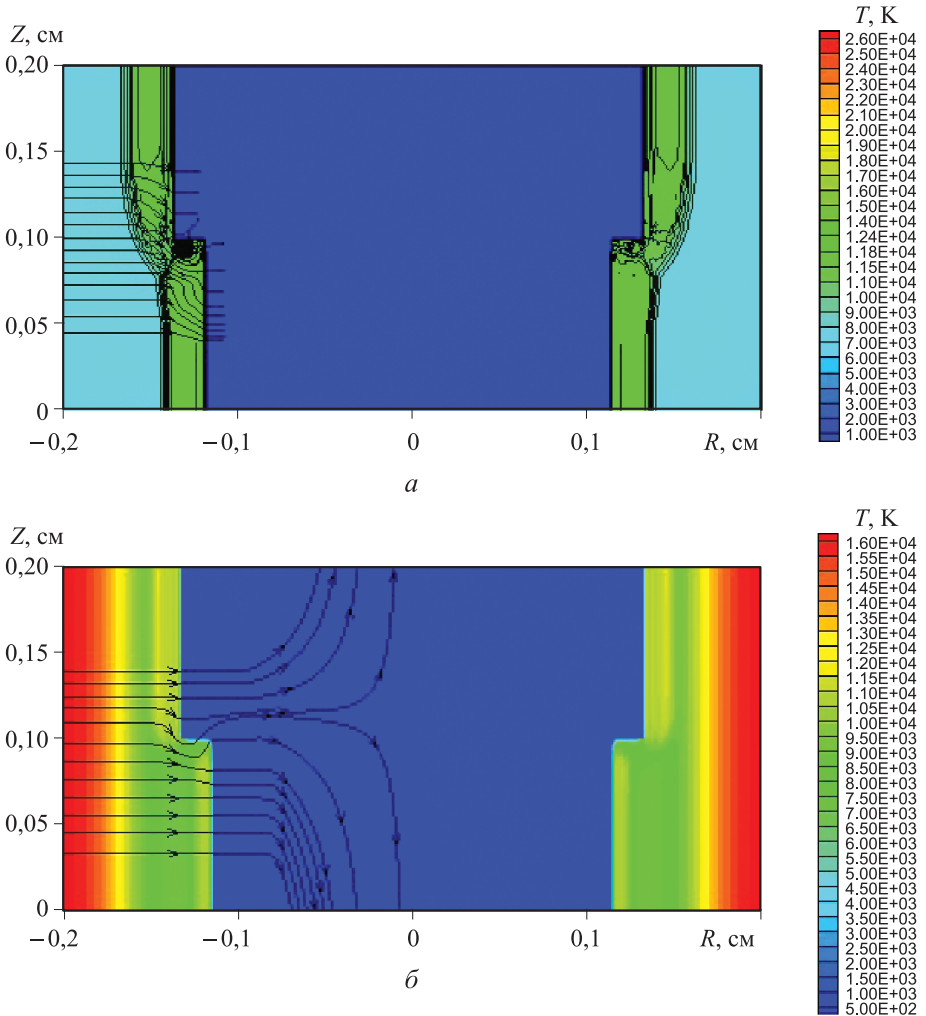 T, K
Z, см
0,20
0,15
0,10
0,05
0
−0,2
−0,1
0
0,1
R, см
2.60E+04
2.50E+04
2.40E+04
2.30E+04
2.20E+04
2.10E+04
2.00E+04
1.90E+04
1.80E+04
1.70E+04
1.60E+04
1.50E+04
1.40E+04
1.24E+04
1.18E+04
1.15E+04
1.10E+04
1.00E+04
9.00E+03
8.00E+03
7.00E+03
6.00E+03
5.00E+03
4.00E+03
3.00E+03
2.00E+03
1.00E+03
а
T, K
Z, см
0,20
0,15
0,10
0,05
0
−0,2
−0,1
0
0,1
R, см
1.60E+04
1.55E+04
1.50E+04
1.45E+04
1.40E+04
1.35E+04
1.30E+04
1.25E+04
1.20E+04
1.15E+04
1.10E+04
1.05E+04
1.00E+04
9.50E+03
9.00E+03
8.50E+03
8.00E+03
7.50E+03
7.00E+03
6.50E+03
6.00E+03
5.50E+03
5.00E+03
4.50E+03
4.00E+03
3.50E+03
3.00E+03
2.50E+03
2.00E+03
1.50E+03
1.00E+03
5.00E+02
б